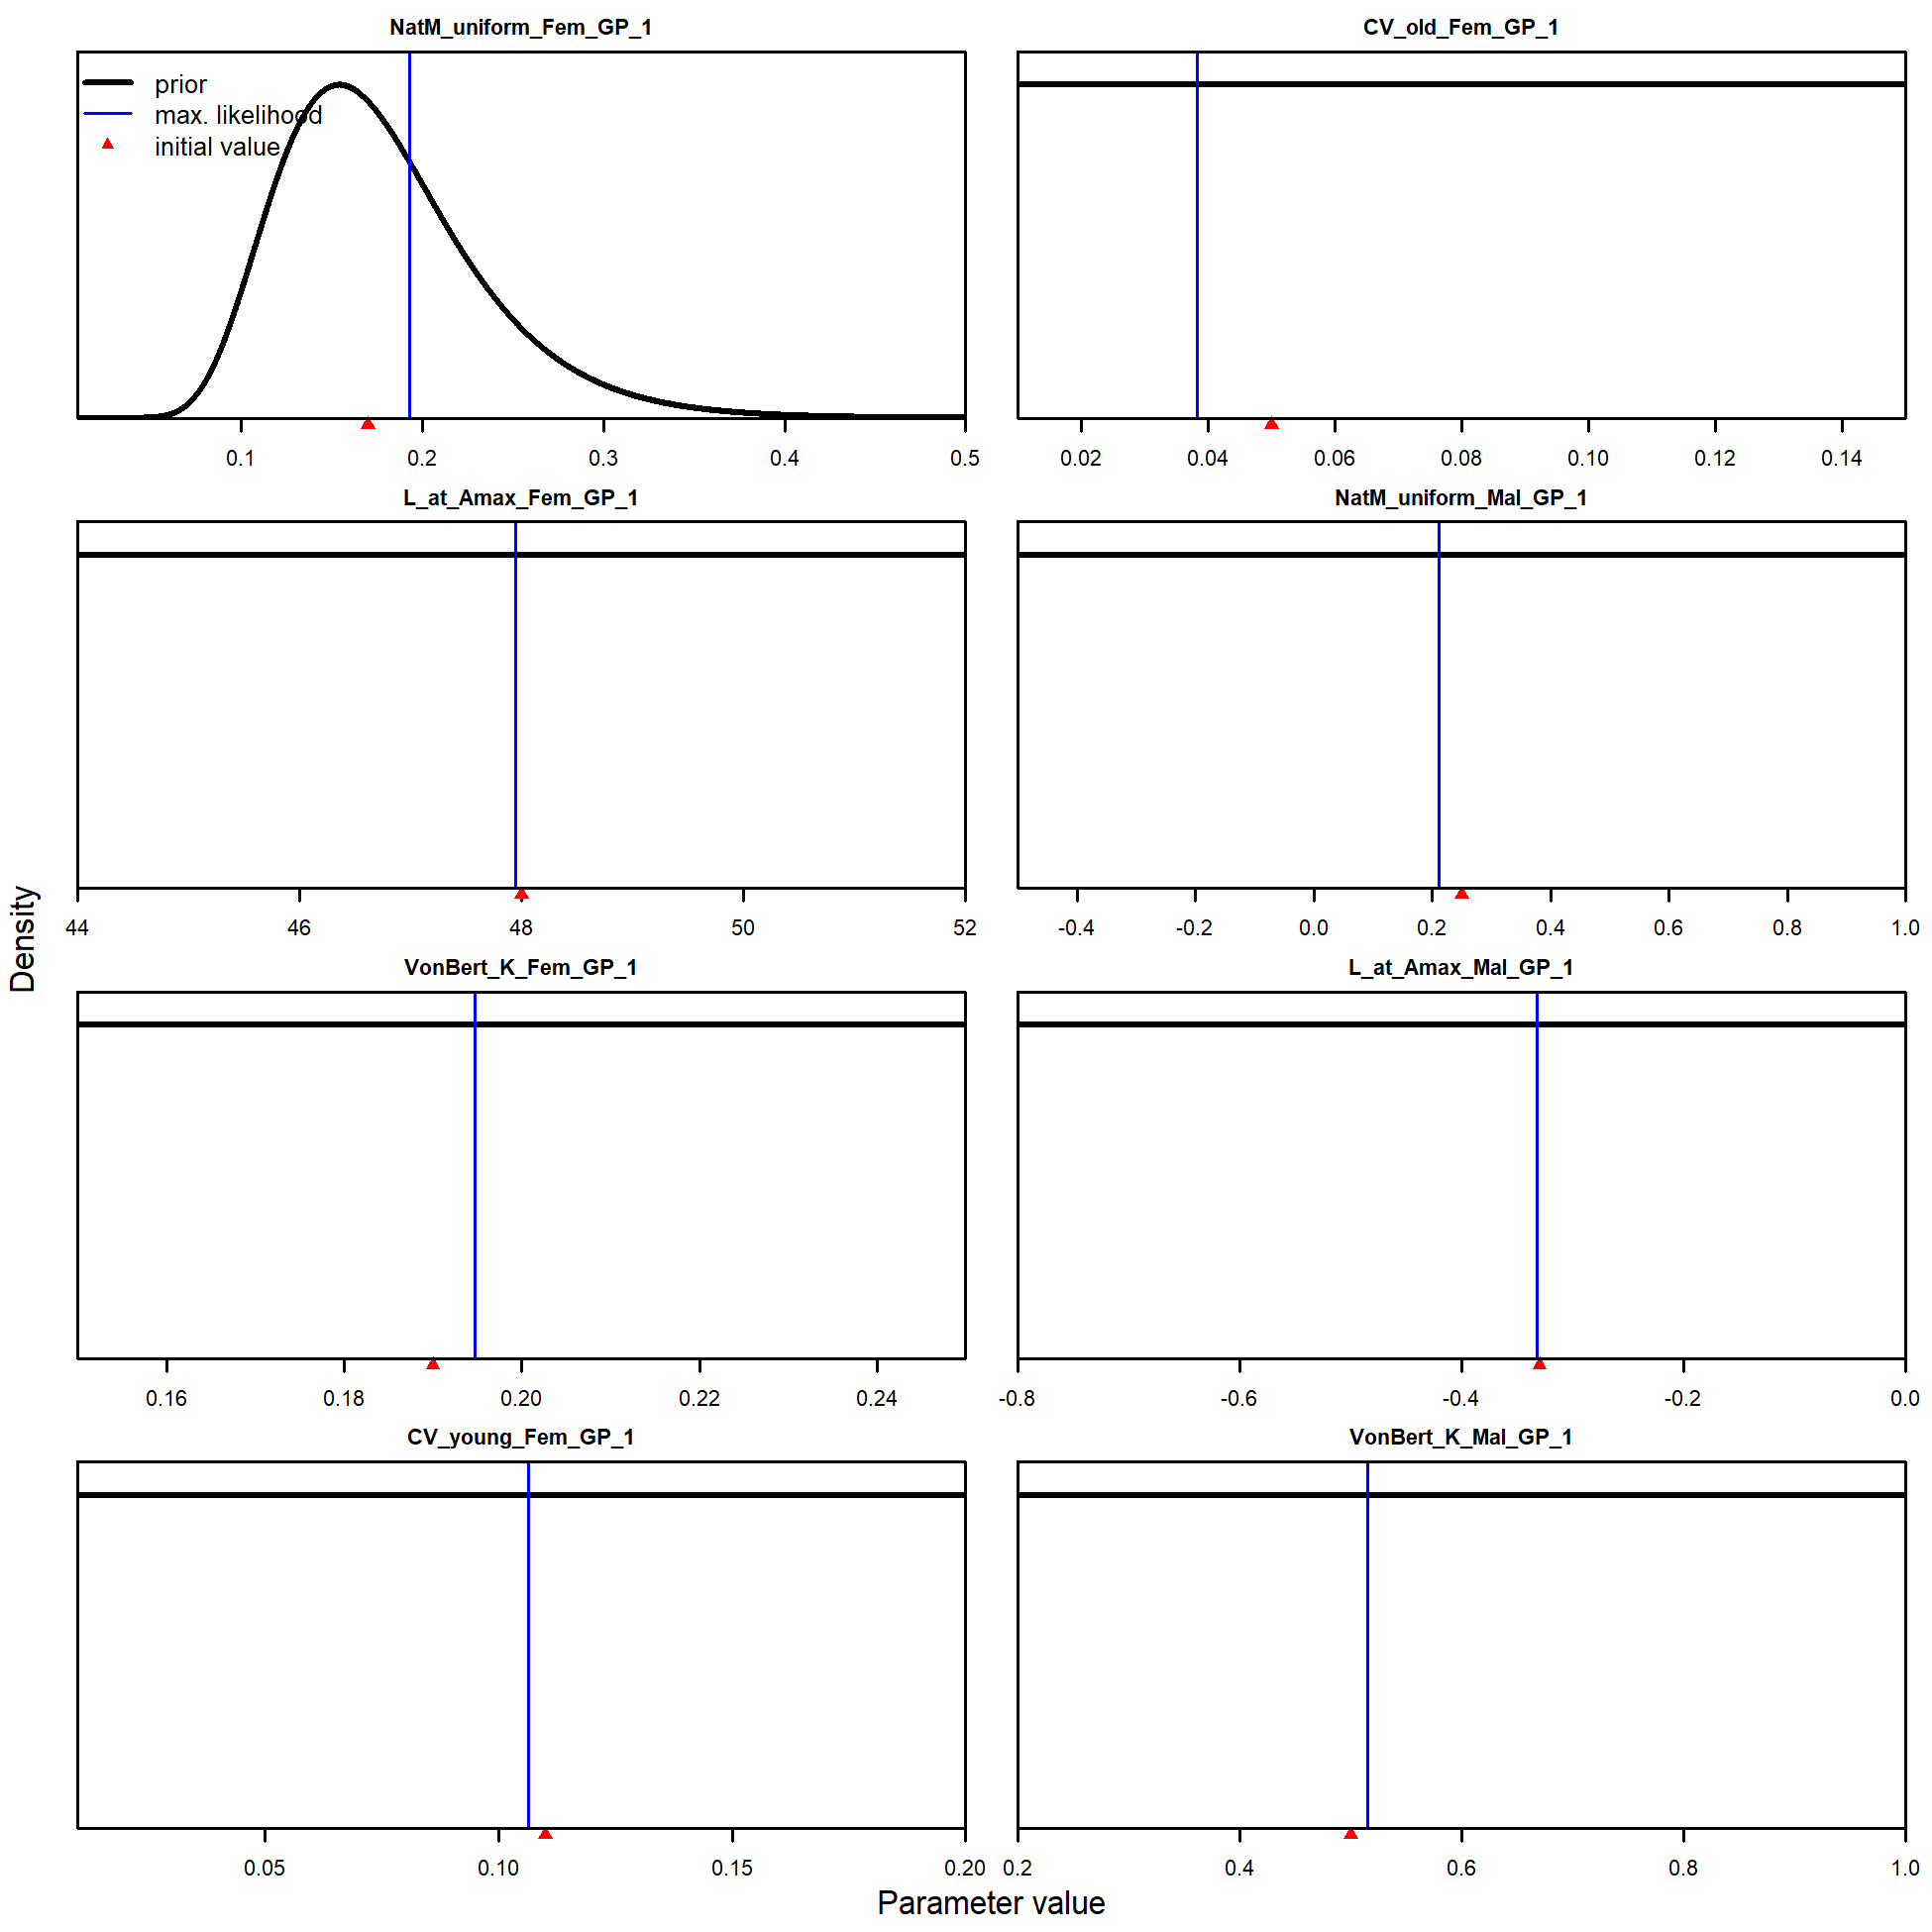 NatM_uniform_Fem_GP_1
prior
max. likelihood
initial value
0.1 0.2 0.3 0.4 0.5
CV_old_Fem_GP_1
0.02 0.04 0.06 0.08 0.10 0.12 0.14
L_at_Amax_Fem_GP_1
44 46 48 50 52
NatM_uniform_Mal_GP_1
-0.4 -0.2 0.0 0.2 0.4 0.6 0.8 1.0
VonBert_K_Fem_GP_1
0.16 0.18 0.20 0.22 0.24
L_at_Amax_Mal_GP_1
-0.8 -0.6 -0.4 -0.2 0.0
CV_young_Fem_GP_1
0.05 0.10 0.15 0.20
VonBert_K_Mal_GP_1
0.2 0.4 0.6 0.8 1.0
Density
Parameter value